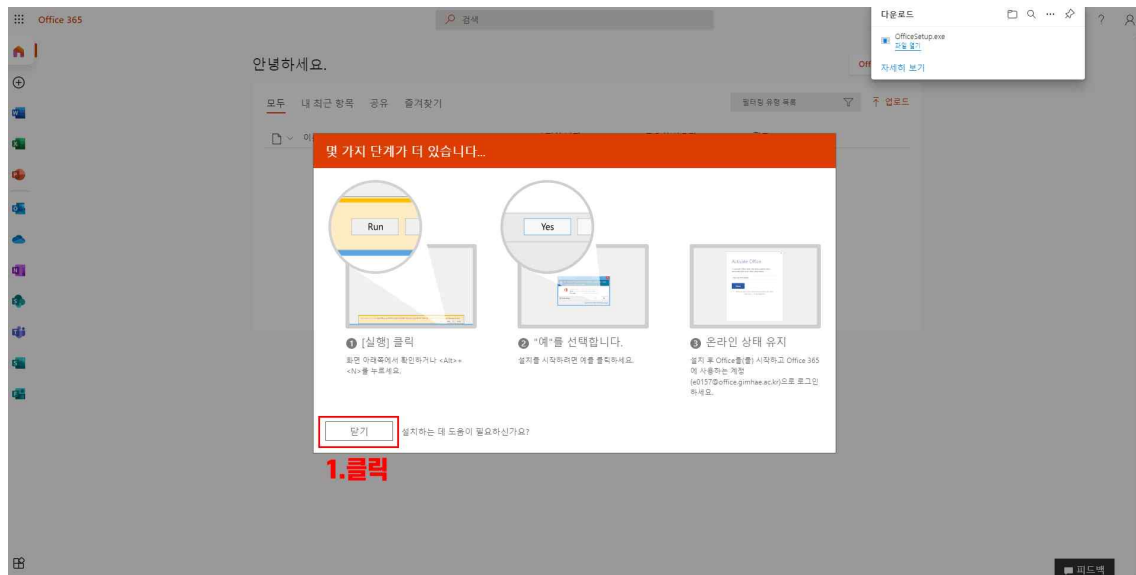 Office 365
검색
다운로드
OfficeSetup.exe
파일 열기
자세히 보기
안녕하세요.
모두 내 최근 항목 공유 즐겨찾기
필터링 유형 목록
업로드
몇 가지 단계가 더 있습니다...
Run
Yes
Activate Office
1 [실행] 클릭
화면 아래쪽에서 확인하거나 <Alt>+
<N>을 누르세요.
2 "예"를 선택합니다.
설치를 시작하려면 예를 클릭하세요.
3 온라인 상태 유지
설치 후 Office을(를) 시작하고 Office 365
에 사용하는 계정
(e0157@office.gimhae.ac.kr)으로 로그인
하세요.
닫기
설치하는 데 도움이 필요하신가요?
1.클릭
피드백